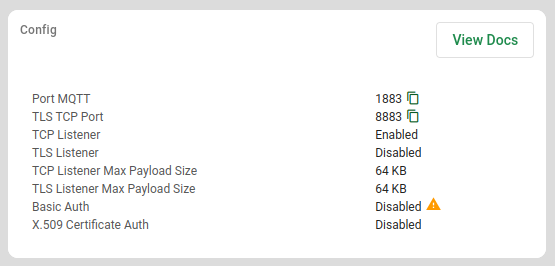 Config
View Docs
Port MQTT 1883
TLS TCP Port 8883
TCP Listener Enabled
TLS Listener Disabled
TCP Listener Max Payload Size 64 KB
TLS Listener Max Payload Size 64 KB
Basic Auth Disabled
X.509 Certificate Auth Disabled